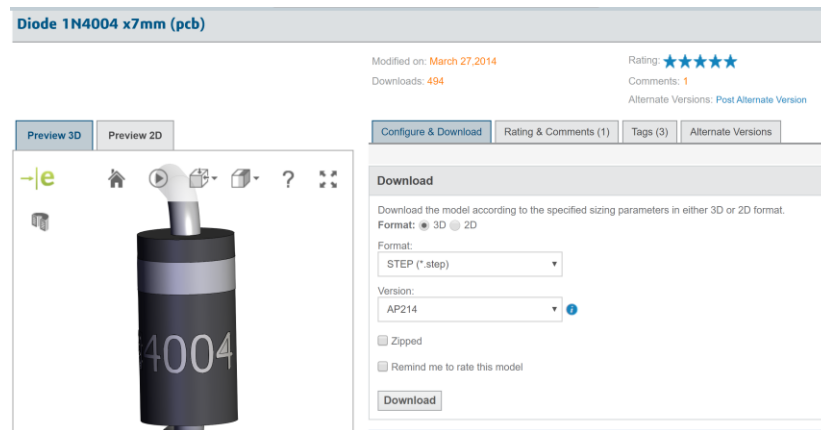 Diode 1N4004 x7mm (pcb)
Modified on: March 27,2014
Rating:
Downloads: 494
Comments: 1
Alternate Versions: Post Alternate Version
Preview 3D
Preview 2D
Configure & Download
Rating & Comments (1)
Tags (3)
Alternate Versions
e
?
Download
Download the model according to the specified sizing parameters in either 3D or 2D format.
Format: 3D 2D
Format:
STEP (*.step)
Version:
AP214
i
Zipped
Remind me to rate this model
Download
4004